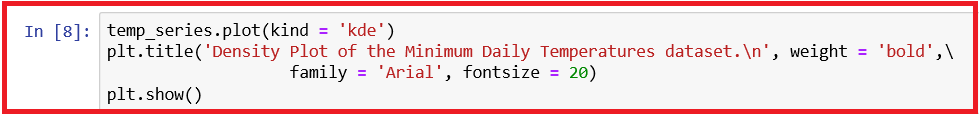 In [8]: temp_series.plot(kind = 'kde')
plt.title('Density Plot of the Minimum Daily Temperatures dataset.\n', weight = 'bold',\
family = 'Arial', fontsize = 20)
plt.show()